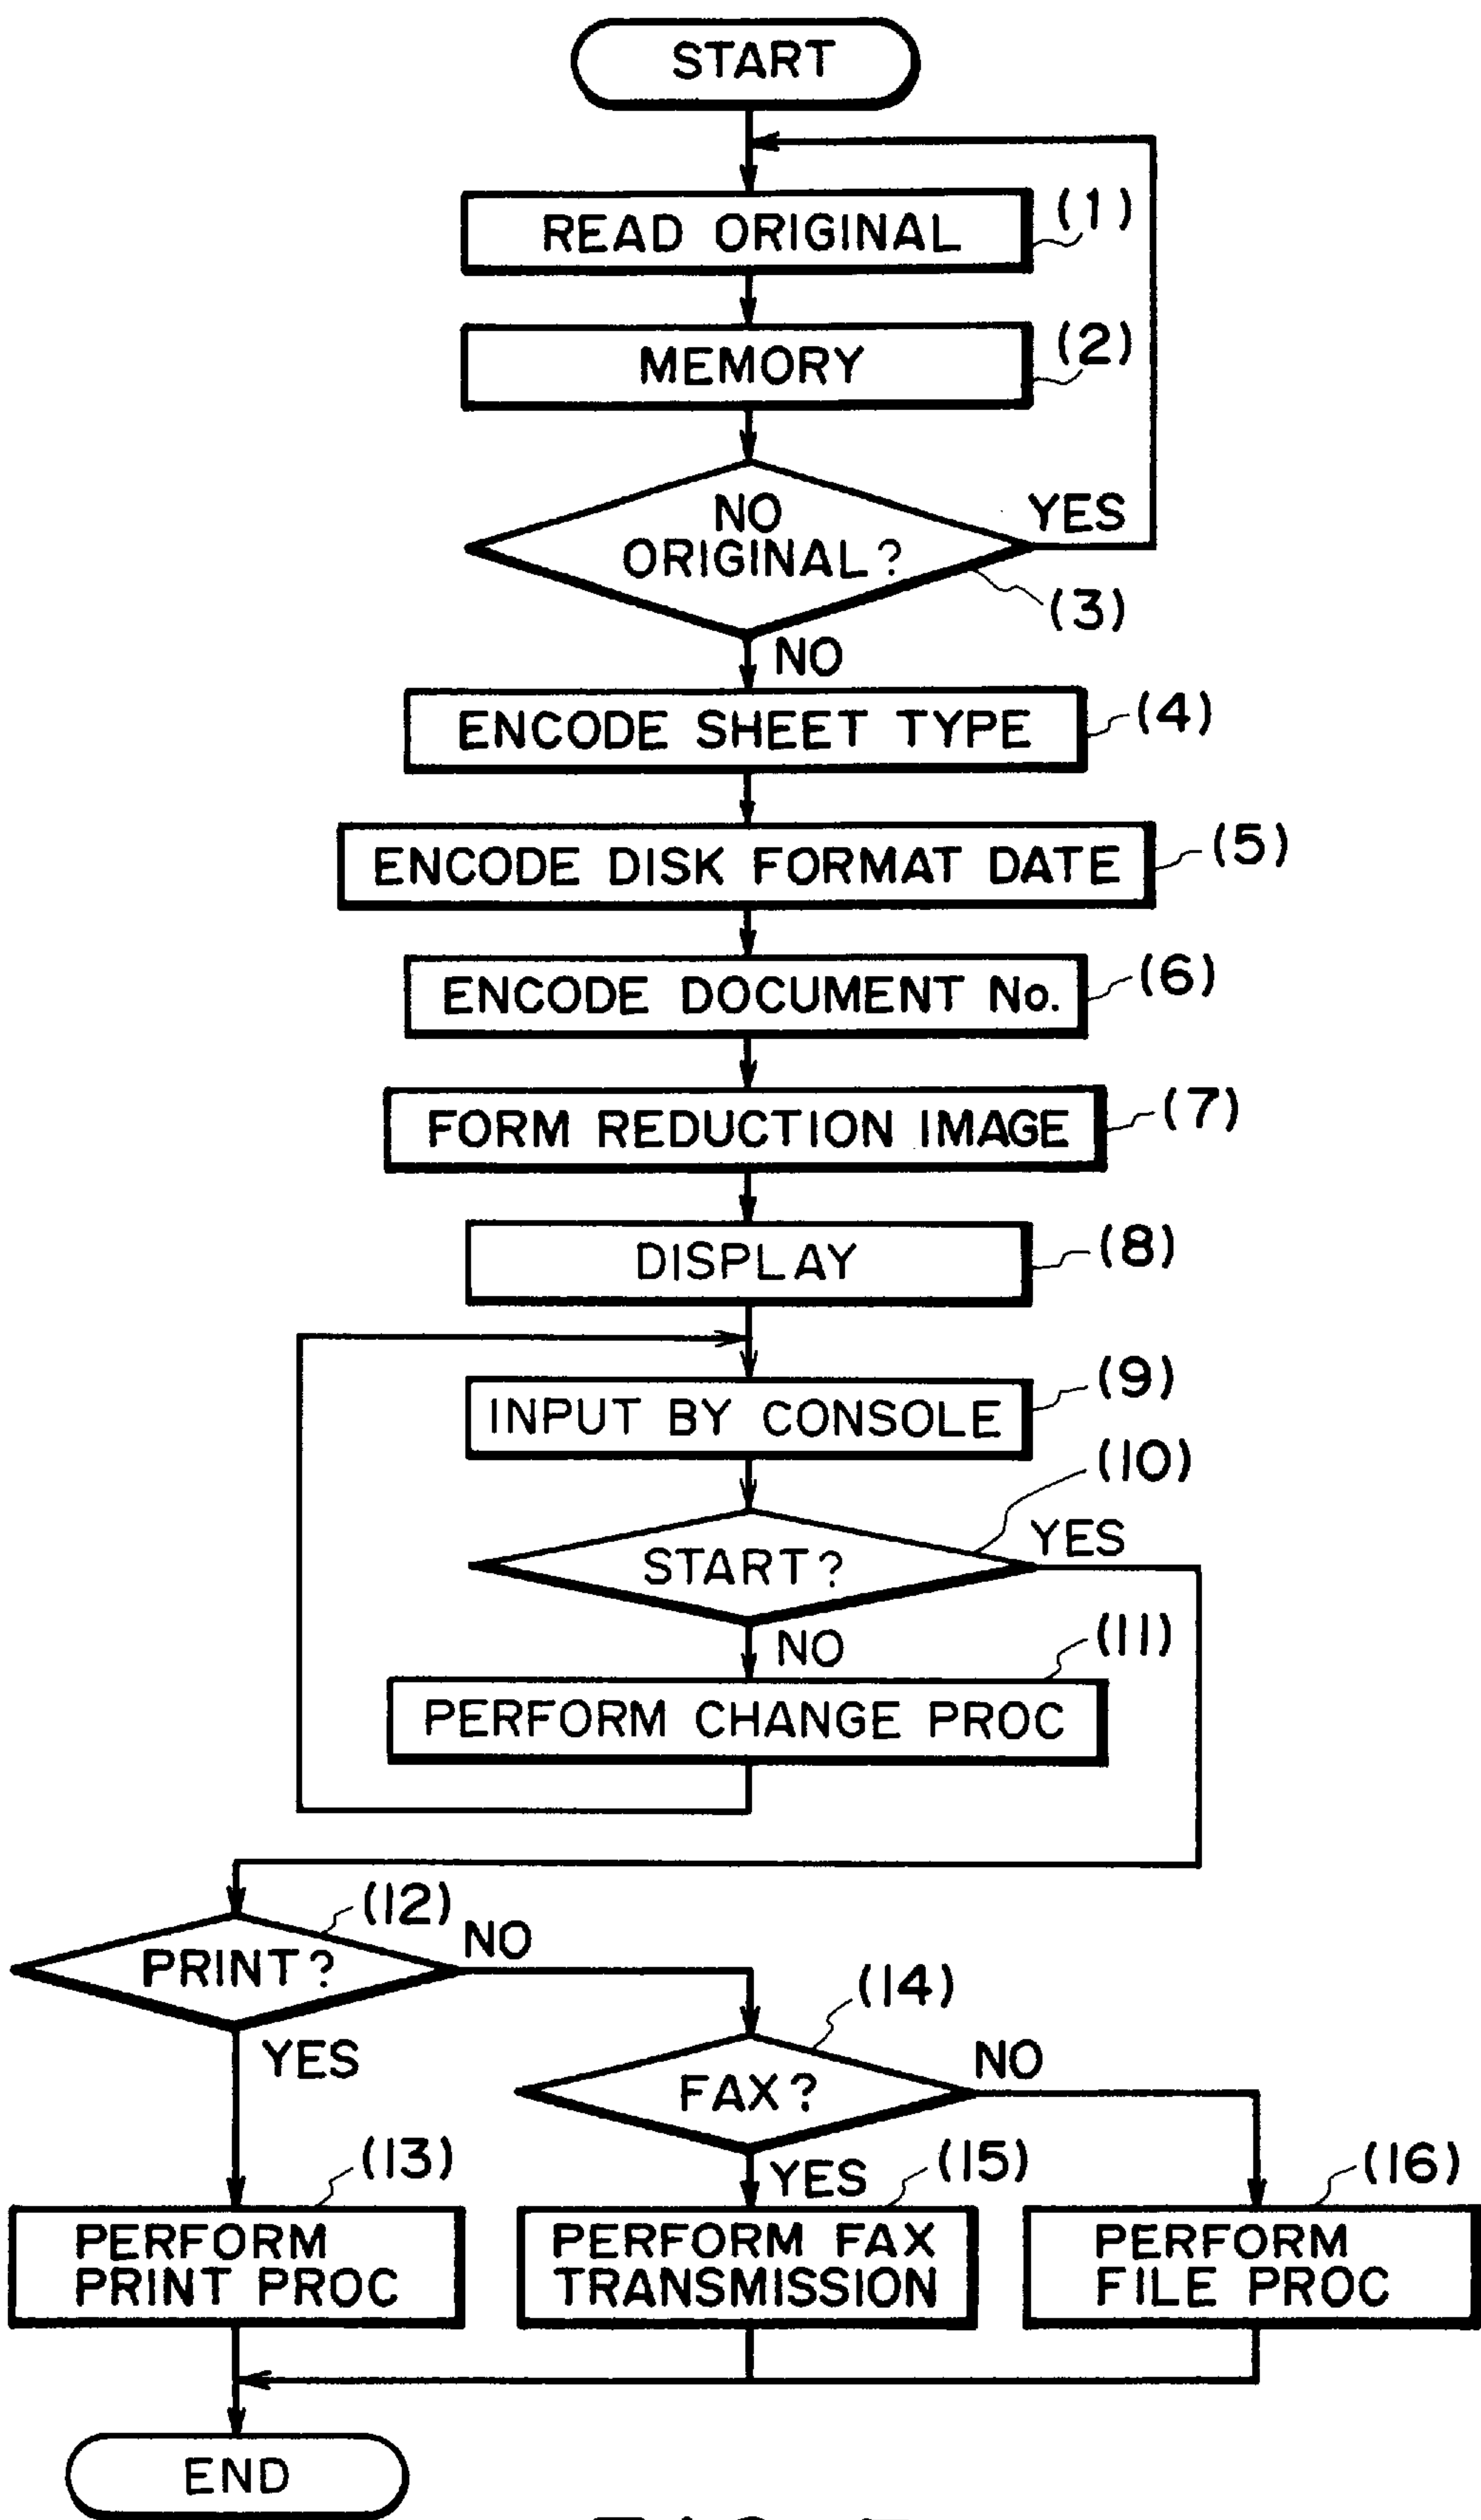 START
READ ORIGINAL
(1)
MEMORY
(2)
NO
ORIGINAL?
YES
(3)
NO
ENCODE SHEET TYPE
(4)
ENCODE DISK FORMAT DATE
(5)
ENCODE DOCUMENT No.
(6)
FORM REDUCTION IMAGE
(7)
DISPLAY
(8)
INPUT BY CONSOLE
(9)
(10)
START?
YES
NO
(11)
PERFORM CHANGE PROC
(12)
PRINT?
NO
YES
(14)
FAX?
NO
YES
(13)
PERFORM
PRINT PROC
(15)
PERFORM FAX
TRANSMISSION
(16)
PERFORM
FILE PROC
END